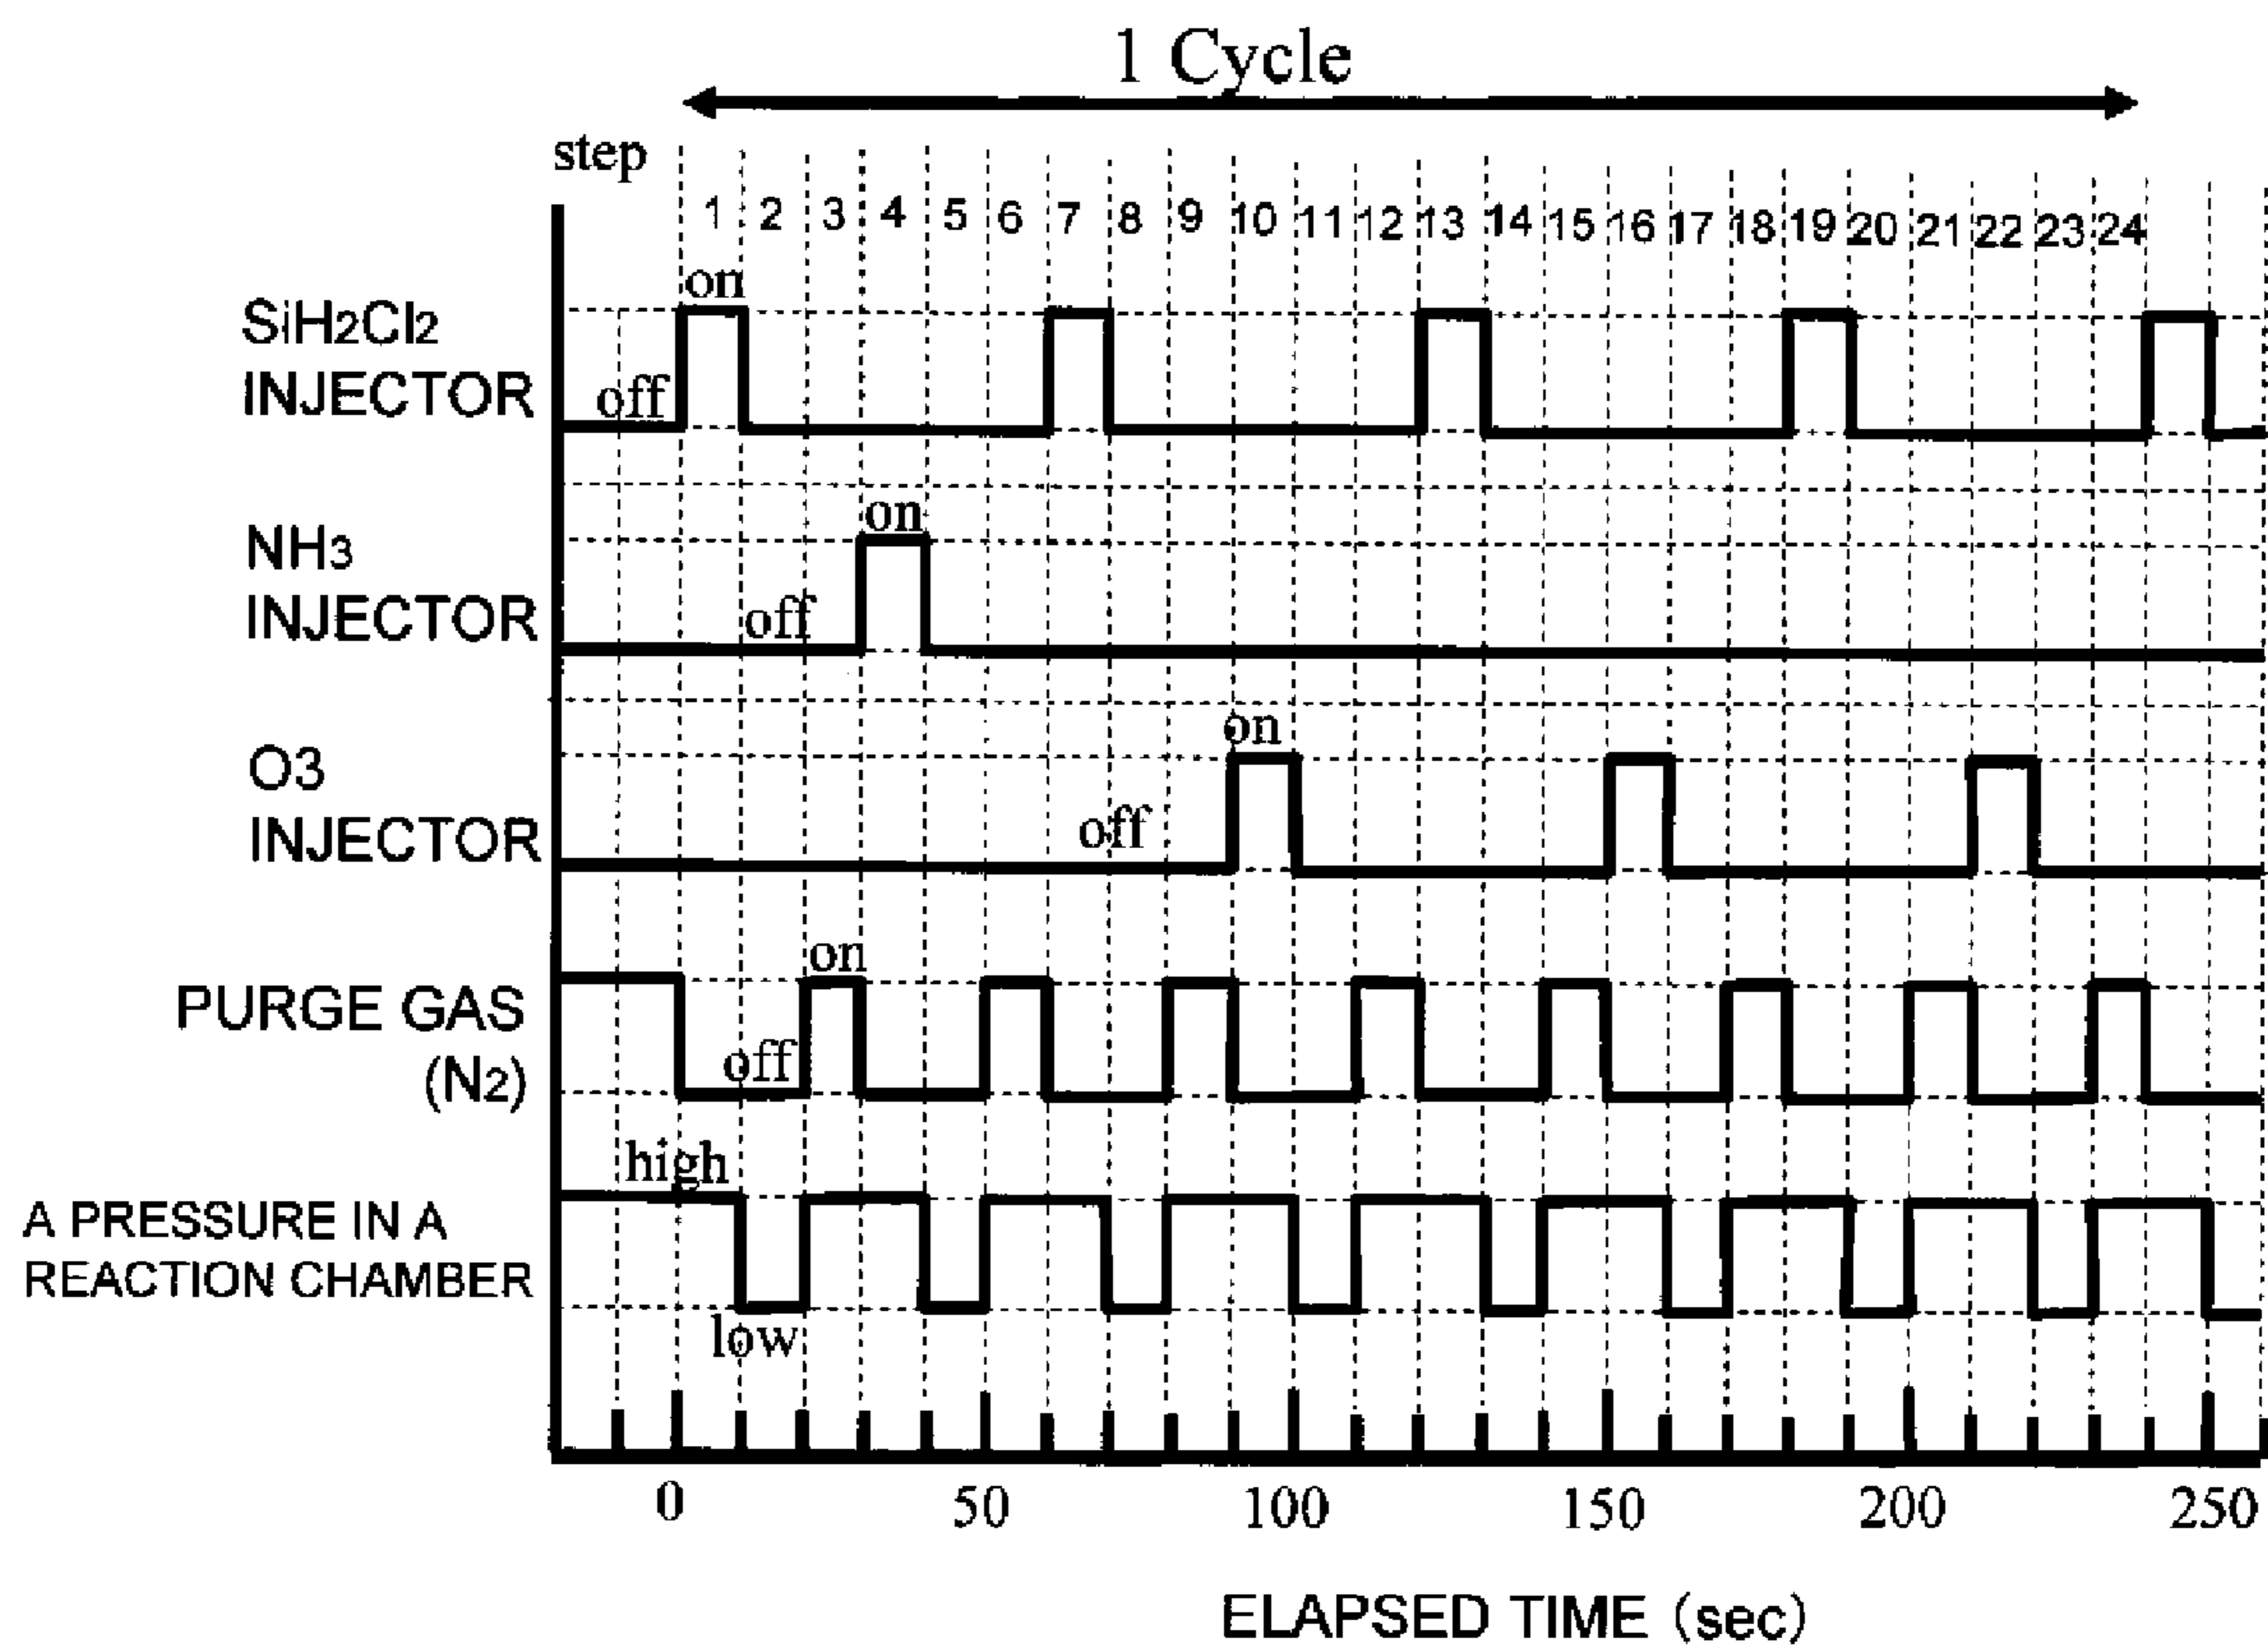 1 Cycle
step
1 2 3 4 5 6 7 8 9 10 11 12 13 14 15 16 17 18 19 20 21 22 23 24
on
SiH2Cl2
INJECTOR
off
on
NH3
INJECTOR
off
on
O3
INJECTOR
off
on
PURGE GAS
(N2)
off
high
A PRESSURE IN A
REACTION CHAMBER
low
0 50 100 150 200 250
ELAPSED TIME (sec)